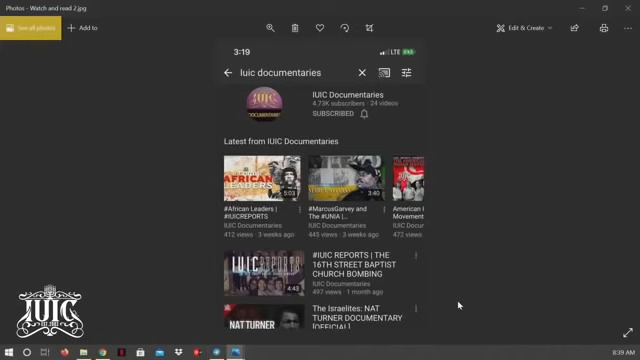 Photos - Watch and read 2.jpg
See all photos
Add to
Edit & Create
3:19
LTE
Iuic documentaries
IUIC Documentaries
4.73K subscribers · 24 videos
SUBSCRIBED
Latest from IUIC Documentaries
AFRICAN
LEADERS
5:03
3:40
#African Leaders |
#IUICREPORTS
IUIC Documentaries
412 views · 3 weeks ago
#MarcusGarvey and
The #UNIA |...
IUIC Documentaries
445 views · 3 weeks ago
American I
Movement
IUIC Docum
472 views
IUIC REPORTS
4:43
#IUIC REPORTS | THE
16TH STREET BAPTIST
CHURCH BOMBING
IUIC Documentaries
497 views · 1 month ago
NAT TURNER
The Israelites: NAT
TURNER DOCUMENTARY
[OFFICIAL]
IUIC
8:39 AM